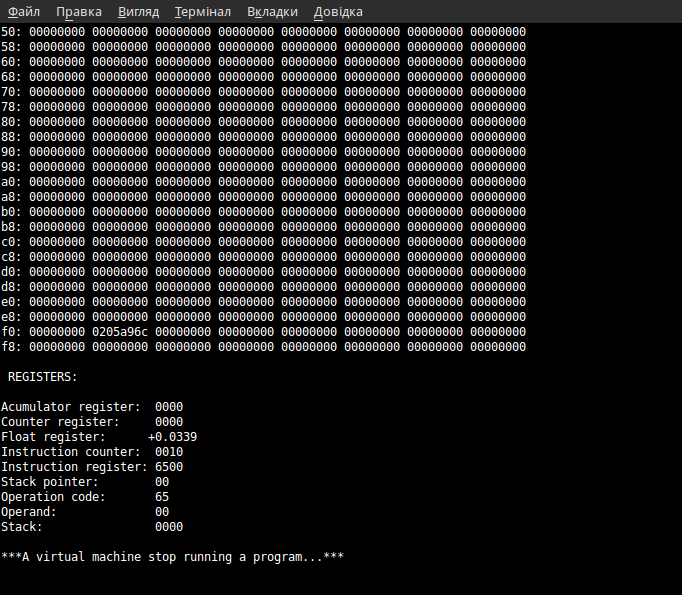 Файл Правка Вигляд Термінал Вкладки Довідка
50: 00000000 00000000 00000000 00000000 00000000 00000000 00000000 00000000
58: 00000000 00000000 00000000 00000000 00000000 00000000 00000000 00000000
60: 00000000 00000000 00000000 00000000 00000000 00000000 00000000 00000000
68: 00000000 00000000 00000000 00000000 00000000 00000000 00000000 00000000
70: 00000000 00000000 00000000 00000000 00000000 00000000 00000000 00000000
78: 00000000 00000000 00000000 00000000 00000000 00000000 00000000 00000000
80: 00000000 00000000 00000000 00000000 00000000 00000000 00000000 00000000
88: 00000000 00000000 00000000 00000000 00000000 00000000 00000000 00000000
90: 00000000 00000000 00000000 00000000 00000000 00000000 00000000 00000000
98: 00000000 00000000 00000000 00000000 00000000 00000000 00000000 00000000
a0: 00000000 00000000 00000000 00000000 00000000 00000000 00000000 00000000
a8: 00000000 00000000 00000000 00000000 00000000 00000000 00000000 00000000
b0: 00000000 00000000 00000000 00000000 00000000 00000000 00000000 00000000
b8: 00000000 00000000 00000000 00000000 00000000 00000000 00000000 00000000
c0: 00000000 00000000 00000000 00000000 00000000 00000000 00000000 00000000
c8: 00000000 00000000 00000000 00000000 00000000 00000000 00000000 00000000
d0: 00000000 00000000 00000000 00000000 00000000 00000000 00000000 00000000
d8: 00000000 00000000 00000000 00000000 00000000 00000000 00000000 00000000
e0: 00000000 00000000 00000000 00000000 00000000 00000000 00000000 00000000
e8: 00000000 00000000 00000000 00000000 00000000 00000000 00000000 00000000
f0: 00000000 0205a96c 00000000 00000000 00000000 00000000 00000000 00000000
f8: 00000000 00000000 00000000 00000000 00000000 00000000 00000000 00000000
REGISTERS:
Acumulator register: 0000
Counter register: 0000
Float register: +0.0339
Instruction counter: 0010
Instruction register: 6500
Stack pointer: 00
Operation code: 65
Operand: 00
Stack: 0000
***A virtual machine stop running a program...***